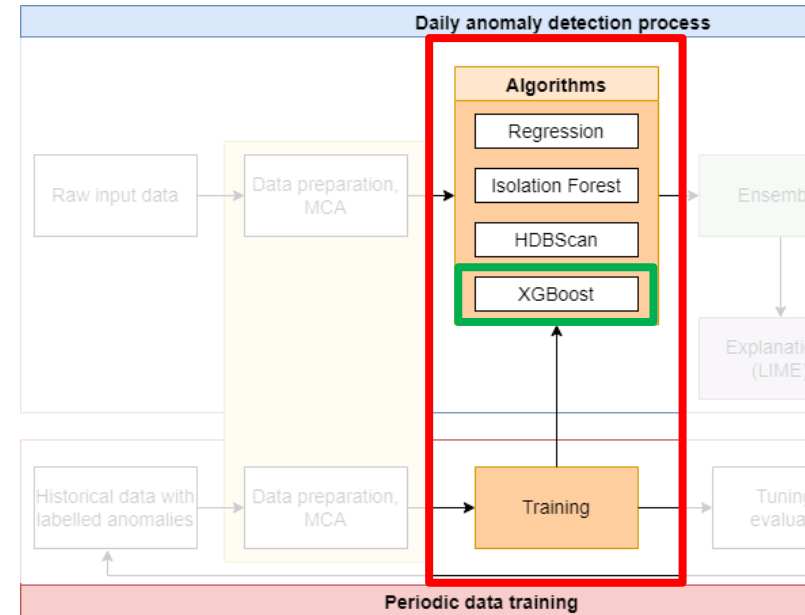 Daily anomaly detection process
Algorithms
Regression
Isolation Forest
HDBScan
XGBoost
Raw input data
Data preparation,
MCA
Ensemb
Explanati
(LIME)
Historical data with
labelled anomalies
Data preparation,
MCA
Training
Tuning
evalua
Periodic data training